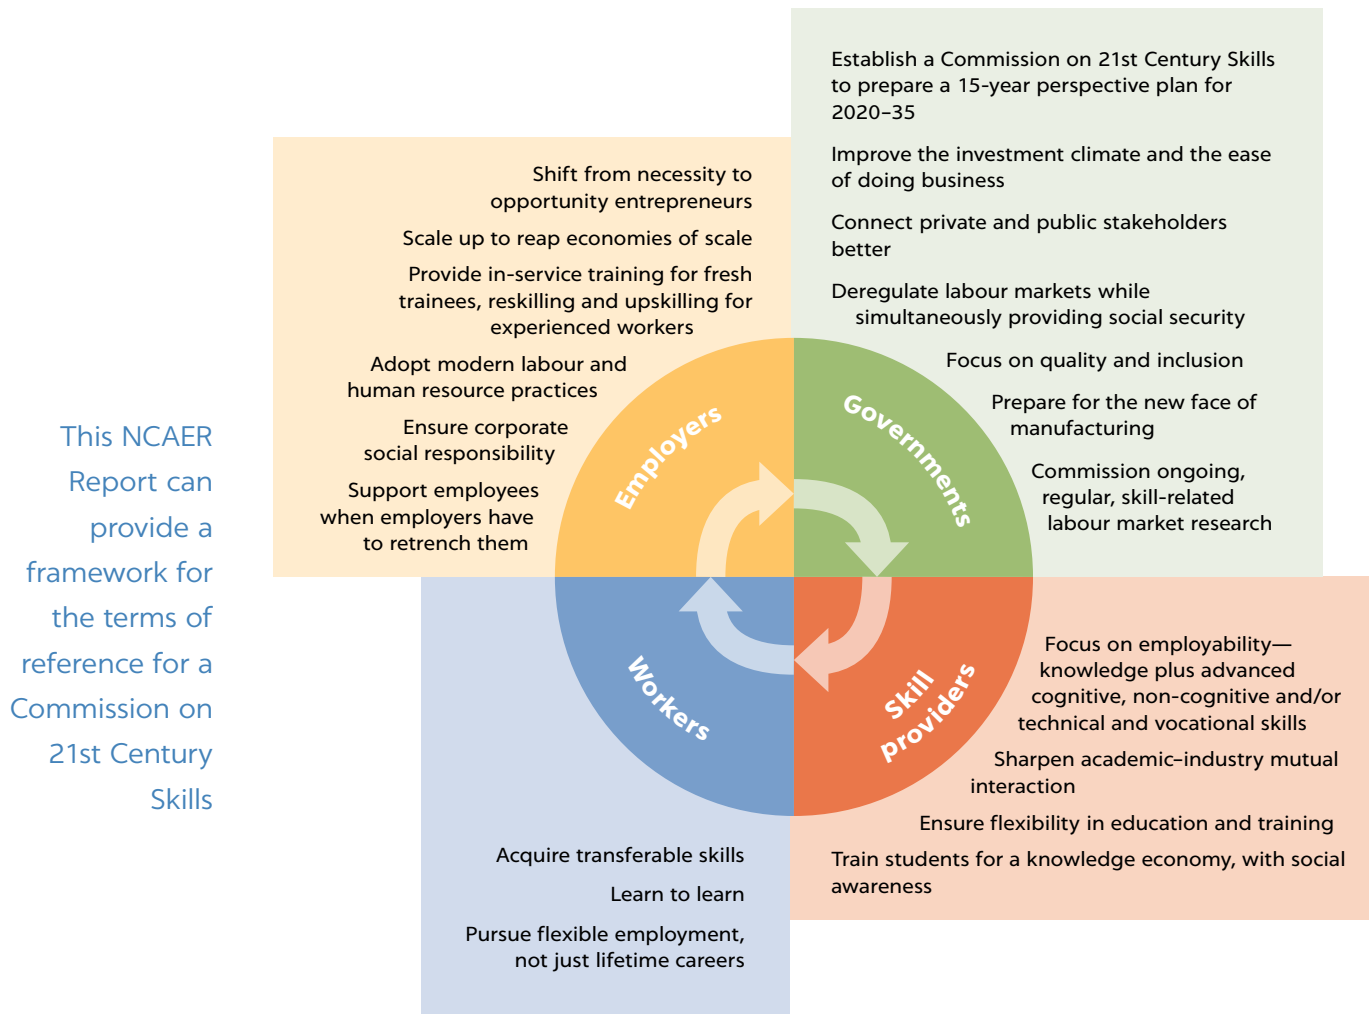 This NCAER
Report can
provide a
framework for
the terms of
reference for a
Commission on
21st Century
Skills
Shift from necessity to
opportunity entrepreneurs
Scale up to reap economies of scale
Provide in-service training for fresh
trainees, reskilling and upskilling for
experienced workers
Adopt modern labour and
human resource practices
Ensure corporate
social responsibility
Support employees
when employers have
to retrench them
Employers
Establish a Commission on 21st Century Skills
to prepare a 15-year perspective plan for
2020–35
Improve the investment climate and the ease
of doing business
Connect private and public stakeholders
better
Deregulate labour markets while
simultaneously providing social security
Focus on quality and inclusion
Prepare for the new face of
manufacturing
Commission ongoing,
regular, skill-related
labour market research
Governments
Workers
Acquire transferable skills
Learn to learn
Pursue flexible employment,
not just lifetime careers
Skill
providers
Focus on employability—
knowledge plus advanced
cognitive, non-cognitive and/or
technical and vocational skills
Sharpen academic–industry mutual
interaction
Ensure flexibility in education and training
Train students for a knowledge economy, with social
awareness